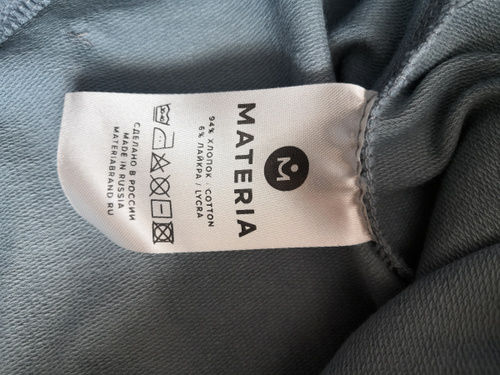 MATERIA
M
94% ХЛОПОК / COTTON
6% ЛАЙКРА / LYCRA
СДЕЛАНО В РОССИИ
MADE IN RUSSIA
MATERIABRAND.RU